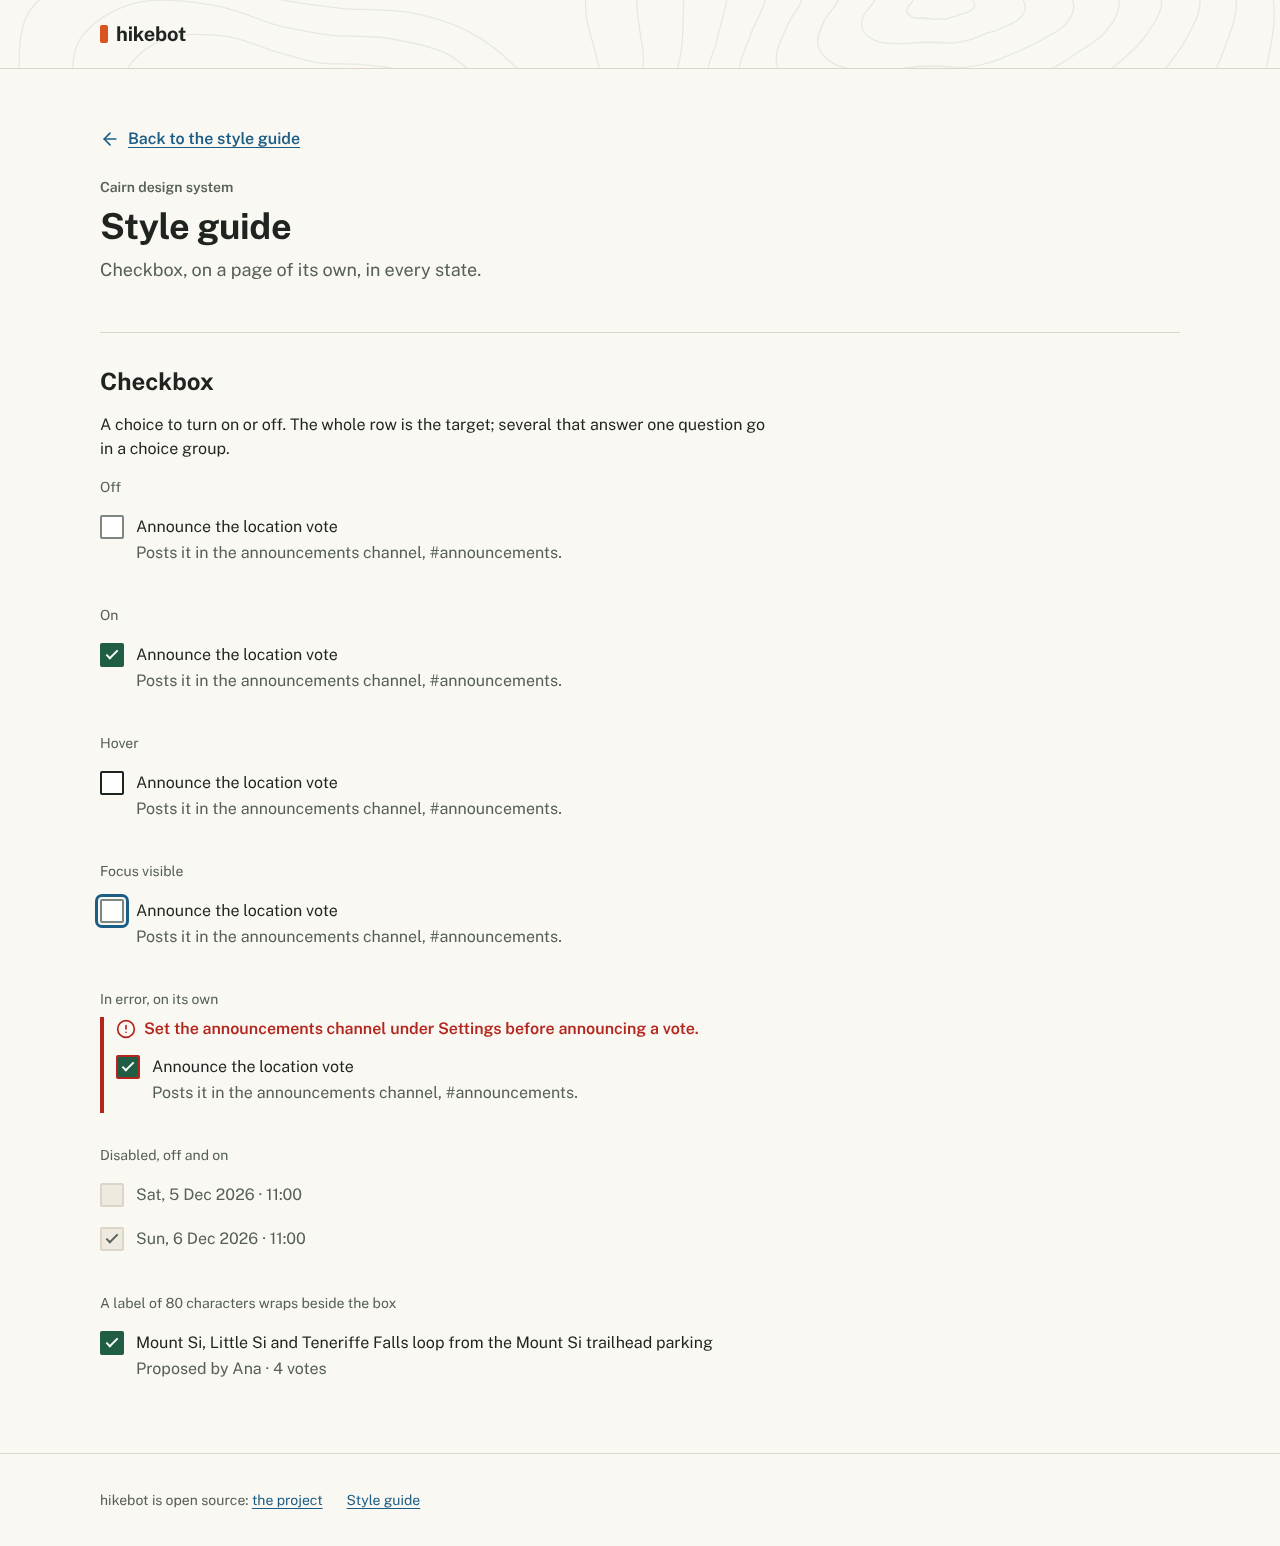 hikebot
Back to the style guide
Cairn design system
Style guide
Checkbox, on a page of its own, in every state.
Checkbox
A choice to turn on or off. The whole row is the target; several that answer one question go
in a choice group.
Off
Announce the location vote
Posts it in the announcements channel, #announcements.
On
Announce the location vote
Posts it in the announcements channel, #announcements.
Hover
Announce the location vote
Posts it in the announcements channel, #announcements.
Focus visible
Announce the location vote
Posts it in the announcements channel, #announcements.
In error, on its own
Set the announcements channel under Settings before announcing a vote.
Announce the location vote
Posts it in the announcements channel, #announcements.
Disabled, off and on
Sat, 5 Dec 2026 · 11:00
Sun, 6 Dec 2026 · 11:00
A label of 80 characters wraps beside the box
Mount Si, Little Si and Teneriffe Falls loop from the Mount Si trailhead parking
Proposed by Ana · 4 votes
hikebot is open source: the project Style guide